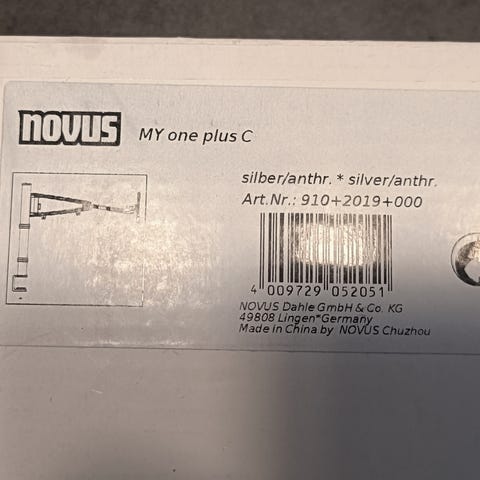 novus MY one plus C
silber/anthr. * silver/anthr.
Art.Nr.: 910+2019+000
4 009729 052051
NOVUS Dahle GmbH & Co. KG
49808 Lingen*Germany
Made in China by NOVUS Chuzhou